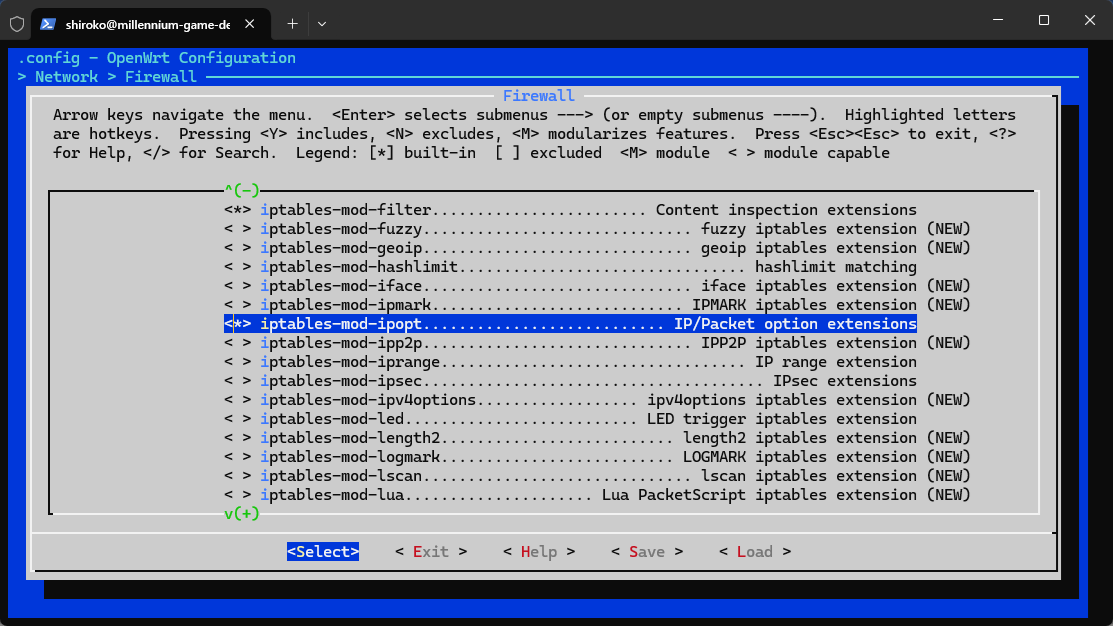 shiroko@millennium-game-de
.config - OpenWrt Configuration
> Network > Firewall
Firewall
Arrow keys navigate the menu.  <Enter> selects submenus ---> (or empty submenus ----).  Highlighted letters
are hotkeys.  Pressing <Y> includes, <N> excludes, <M> modularizes features.  Press <Esc><Esc> to exit, <?>
for Help, </> for Search.  Legend: [*] built-in  [ ] excluded  <M> module  < > module capable
^(-)
<*> iptables-mod-filter........................ Content inspection extensions
< > iptables-mod-fuzzy.............................. fuzzy iptables extension (NEW)
< > iptables-mod-geoip.............................. geoip iptables extension (NEW)
< > iptables-mod-hashlimit................................ hashlimit matching
< > iptables-mod-iface.............................. iface iptables extension (NEW)
< > iptables-mod-ipmark............................ IPMARK iptables extension (NEW)
<*> iptables-mod-ipopt........................... IP/Packet option extensions
< > iptables-mod-ipp2p.............................. IPP2P iptables extension (NEW)
< > iptables-mod-iprange.................................. IP range extension
< > iptables-mod-ipsec...................................... IPsec extensions
< > iptables-mod-ipv4options.................. ipv4options iptables extension (NEW)
< > iptables-mod-led.......................... LED trigger iptables extension
< > iptables-mod-length2.......................... length2 iptables extension (NEW)
< > iptables-mod-logmark.......................... LOGMARK iptables extension (NEW)
< > iptables-mod-lscan.............................. lscan iptables extension (NEW)
< > iptables-mod-lua..................... Lua PacketScript iptables extension (NEW)
v(+)
<Select>    < Exit >    < Help >    < Save >    < Load >